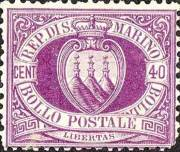 REP. DI S. MARINO
CENT 40
BOLLO POSTALE
LIBERTAS